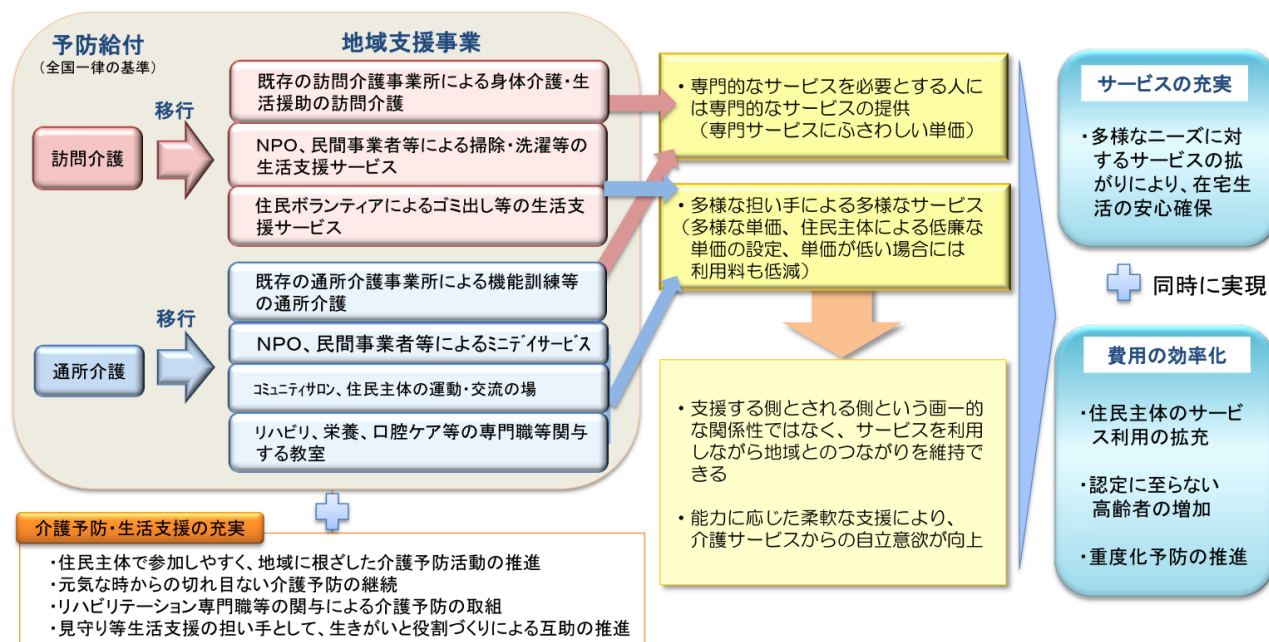 予防給付
(全国一律の基準)
地域支援事業
移行
訪問介護
既存の訪問介護事業所による身体介護・生
活援助の訪問介護
NPO、民間事業者等による掃除・洗濯等の
生活支援サービス
住民ボランティアによるゴミ出し等の生活支
援サービス
移行
通所介護
既存の通所介護事業所による機能訓練等
の通所介護
NPO、民間事業者等によるﾐﾆﾃﾞｲサービス
ｺﾐｭﾆﾃｨサロン、住民主体の運動・交流の場
リハビリ、栄養、口腔ケア等の専門職等関与
する教室
介護予防・生活支援の充実
・住民主体で参加しやすく、地域に根ざした介護予防活動の推進
・元気な時からの切れ目ない介護予防の継続
・リハビリテーション専門職等の関与による介護予防の取組
・見守り等生活支援の担い手として、生きがいと役割づくりによる互助の推進
・専門的なサービスを必要とする人に
は専門的なサービスの提供
(専門サービスにふさわしい単価)
・多様な担い手による多様なサービス
(多様な単価、住民主体による低廉な
単価の設定、単価が低い場合には
利用料も低減)
・支援する側とされる側という画一的
な関係性ではなく、サービスを利用
しながら地域とのつながりを維持で
きる
・能力に応じた柔軟な支援により、
介護サービスからの自立意欲が向上
サービスの充実
・多様なニーズに対
するサービスの拡
がりにより、在宅生
活の安心確保
同時に実現
費用の効率化
・住民主体のサービ
ス利用の拡充
・認定に至らない
高齢者の増加
・重度化予防の推進